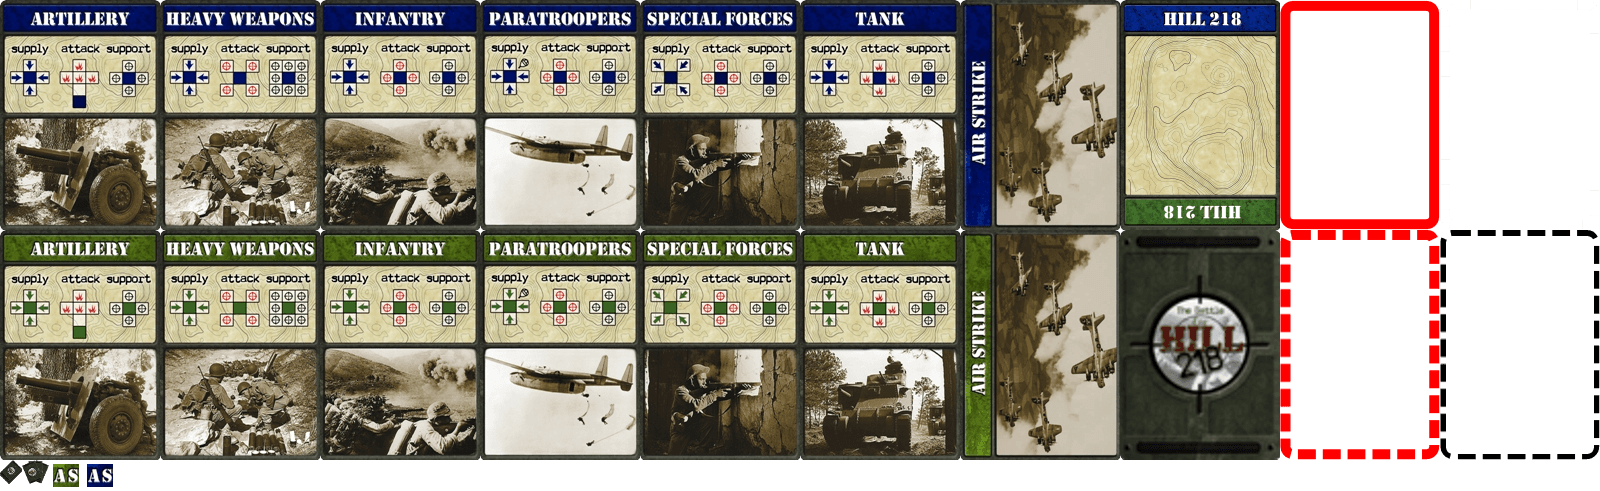 ARTILLERY
HEAVY WEAPONS
INFANTRY
PARATROOPERS
SPECIAL FORCES
TANK
AIR STRIKE
HILL 218
supply attack support
supply attack support
supply attack support
supply attack support
supply attack support
supply attack support
HILL 218
ARTILLERY
HEAVY WEAPONS
INFANTRY
PARATROOPERS
SPECIAL FORCES
TANK
AIR STRIKE
supply attack support
supply attack support
supply attack support
supply attack support
supply attack support
supply attack support
The Battle
HILL
218
AS
AS